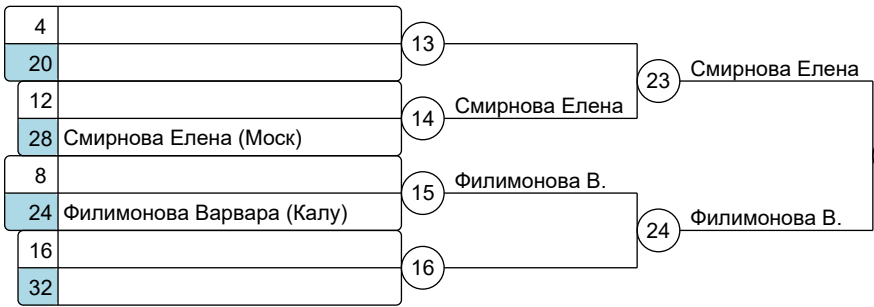 4
13
20
23 Смирнова Елена
12
14 Смирнова Елена
28 Смирнова Елена (Моск)
8
15 Филимонова В.
24 Филимонова Варвара (Калу)
24 Филимонова В.
16
16
32